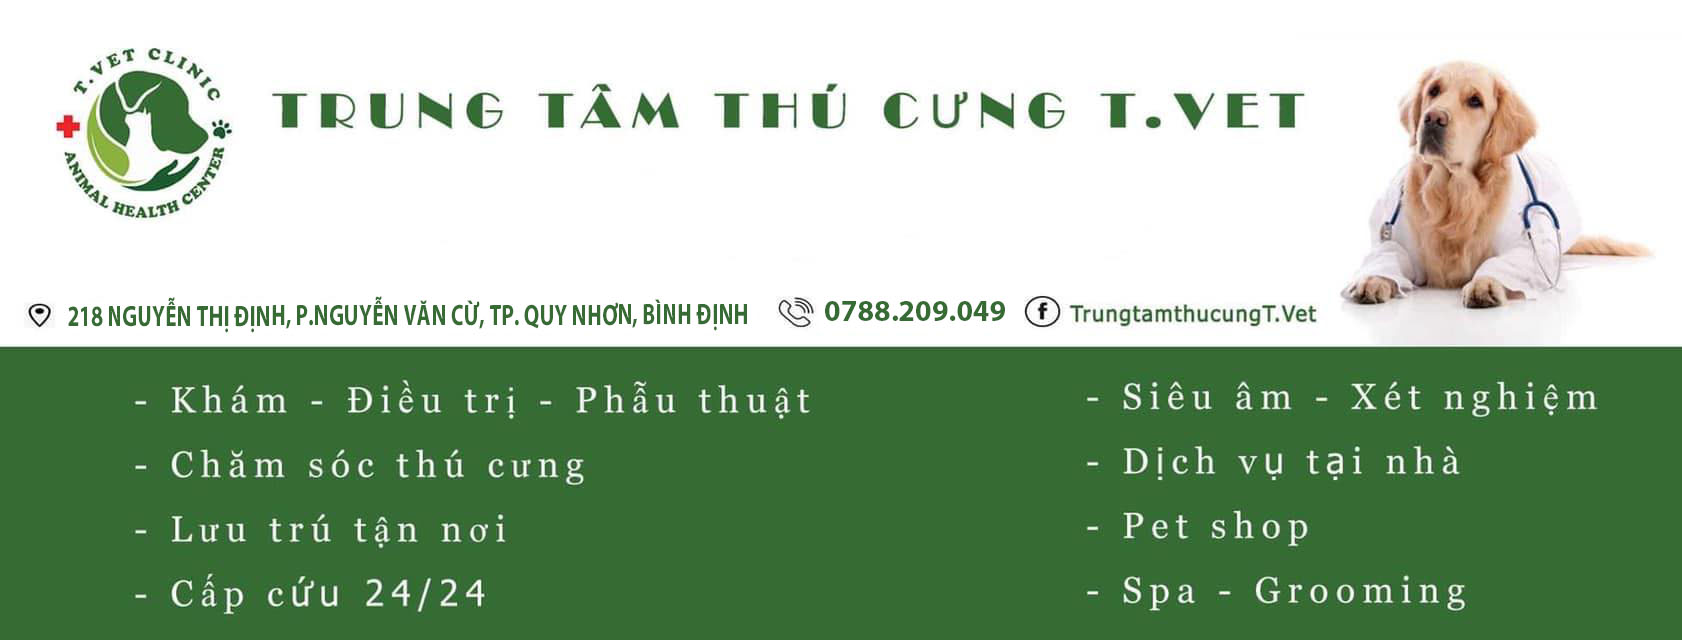 T.VET CLINIC
ANIMAL HEALTH CENTER
TRUNG TÂM THÚ CƯNG T.VET
218 NGUYỄN THỊ ĐỊNH, P.NGUYỄN VĂN CỪ, TP. QUY NHƠN, BÌNH ĐỊNH
0788.209.049
f TrungtamthucungT.Vet
- Khám - Điều trị - Phẫu thuật
- Chăm sóc thú cưng
- Lưu trú tận nơi
- Cấp cứu 24/24
- Siêu âm - Xét nghiệm
- Dịch vụ tại nhà
- Pet shop
- Spa - Grooming